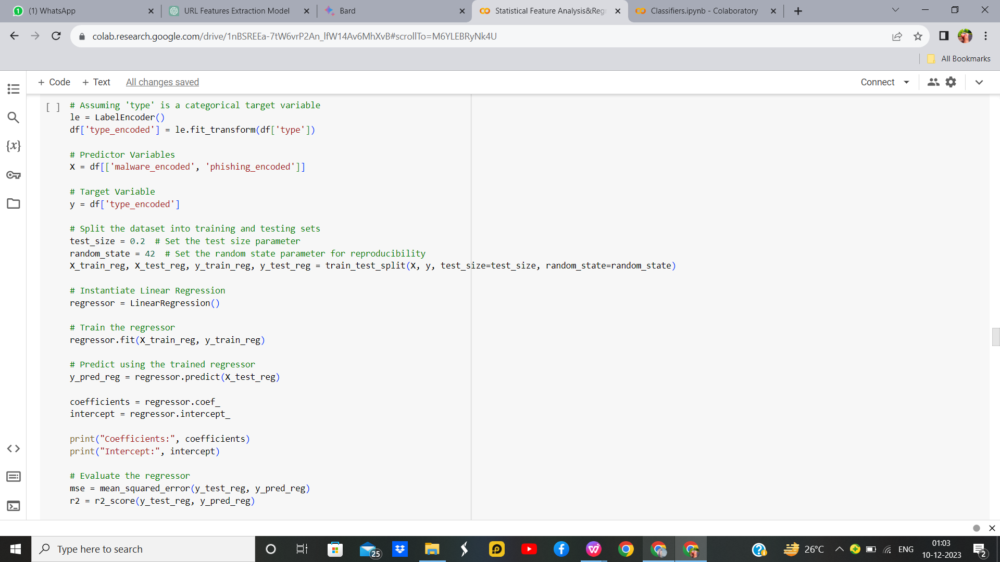 (1) WhatsApp
URL Features Extraction Model
Bard
Statistical Feature Analysis&Reg
Classifiers.ipynb - Colaboratory
colab.research.google.com/drive/1nBSREEa-7tW6vrP2An_lfW14Av6MhXvB#scrollTo=M6YLEBRyNk4U
All Bookmarks
+ Code + Text All changes saved
Connect
[ ] # Assuming 'type' is a categorical target variable
le = LabelEncoder()
df['type_encoded'] = le.fit_transform(df['type'])
# Predictor Variables
X = df[['malware_encoded', 'phishing_encoded']]
# Target Variable
y = df['type_encoded']
# Split the dataset into training and testing sets
test_size = 0.2  # Set the test size parameter
random_state = 42  # Set the random state parameter for reproducibility
X_train_reg, X_test_reg, y_train_reg, y_test_reg = train_test_split(X, y, test_size=test_size, random_state=random_state)
# Instantiate Linear Regression
regressor = LinearRegression()
# Train the regressor
regressor.fit(X_train_reg, y_train_reg)
# Predict using the trained regressor
y_pred_reg = regressor.predict(X_test_reg)
coefficients = regressor.coef_
intercept = regressor.intercept_
print("Coefficients:", coefficients)
print("Intercept:", intercept)
# Evaluate the regressor
mse = mean_squared_error(y_test_reg, y_pred_reg)
r2 = r2_score(y_test_reg, y_pred_reg)
Type here to search
25
26°C
ENG
01:03
10-12-2023
2